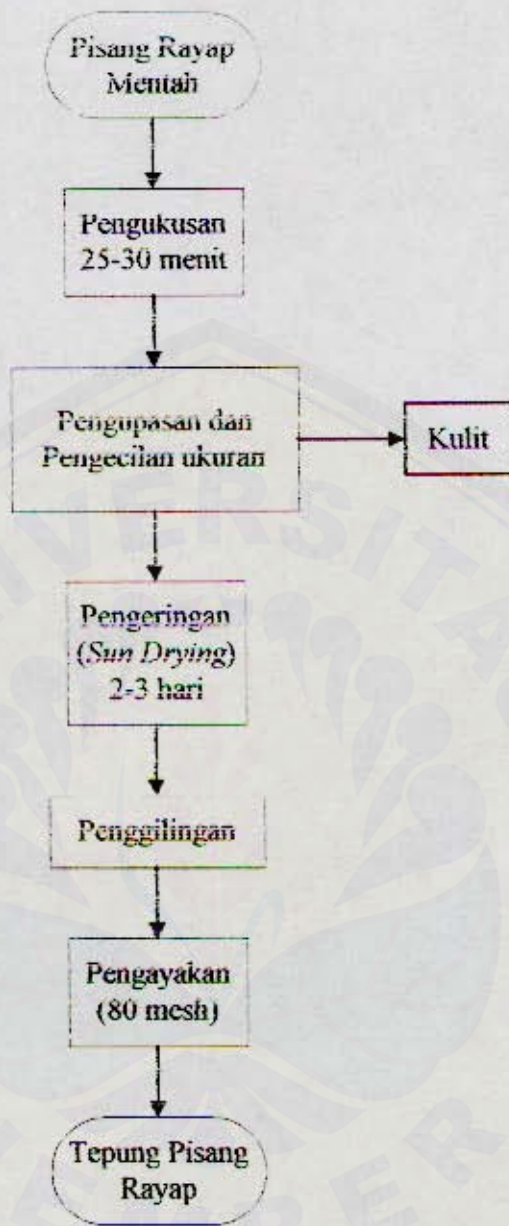 Pisang Rayap
Mentah
Pengukusan
25-30 menit
Pengupasan dan
Pengecilan ukuran
Kulit
Pengeringan
(Sun Drying)
2-3 hari
Penggilingan
Pengayakan
(80 mesh)
Tepung Pisang
Rayap